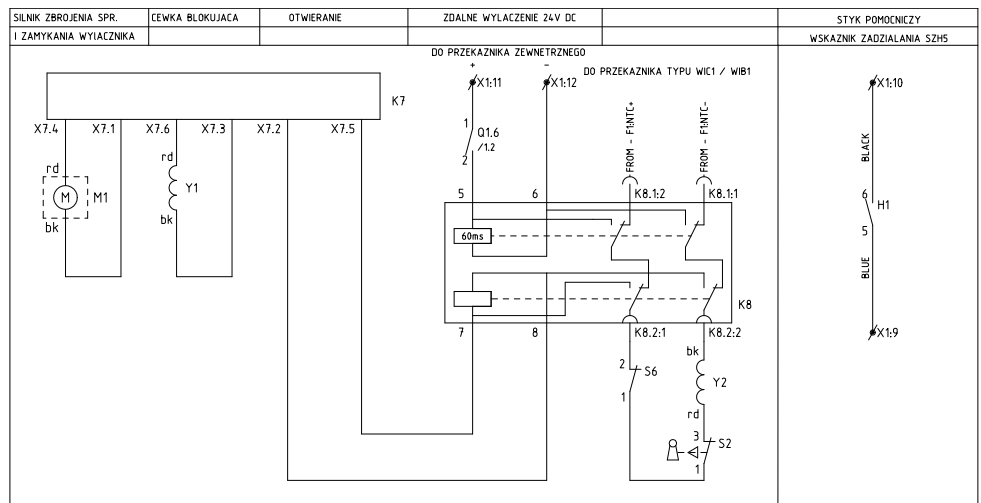 SILNIK ZBROJENIA SPR.
CEWKA BLOKUJACA
OTWIERANIE
ZDALNE WYLACZENIE 24V DC
STYK POMOCNICZY
I ZAMYKANIA WYlACZNIKA
WSKAZNIK ZADZIALANIA SZH5
DO PRZEKAZNIKA ZEWNETRZNEGO
+
-
DO PRZEKAZNIKA TYPU WIC1 / WIB1
X1:11
X1:12
X1:10
K7
X7.4
X7.1
X7.6
X7.3
X7.2
X7.5
1
Q1.6
/1.2
2
FROM - F1:NTC+
FROM - F1:NTC-
BLACK
rd
M
M1
bk
rd
Y1
bk
5
6
K8.1:2
K8.1:1
6
H1
5
60ms
BLUE
K8
7
8
K8.2:1
K8.2:2
X1:9
bk
2
S6
1
Y2
rd
3
S2
1